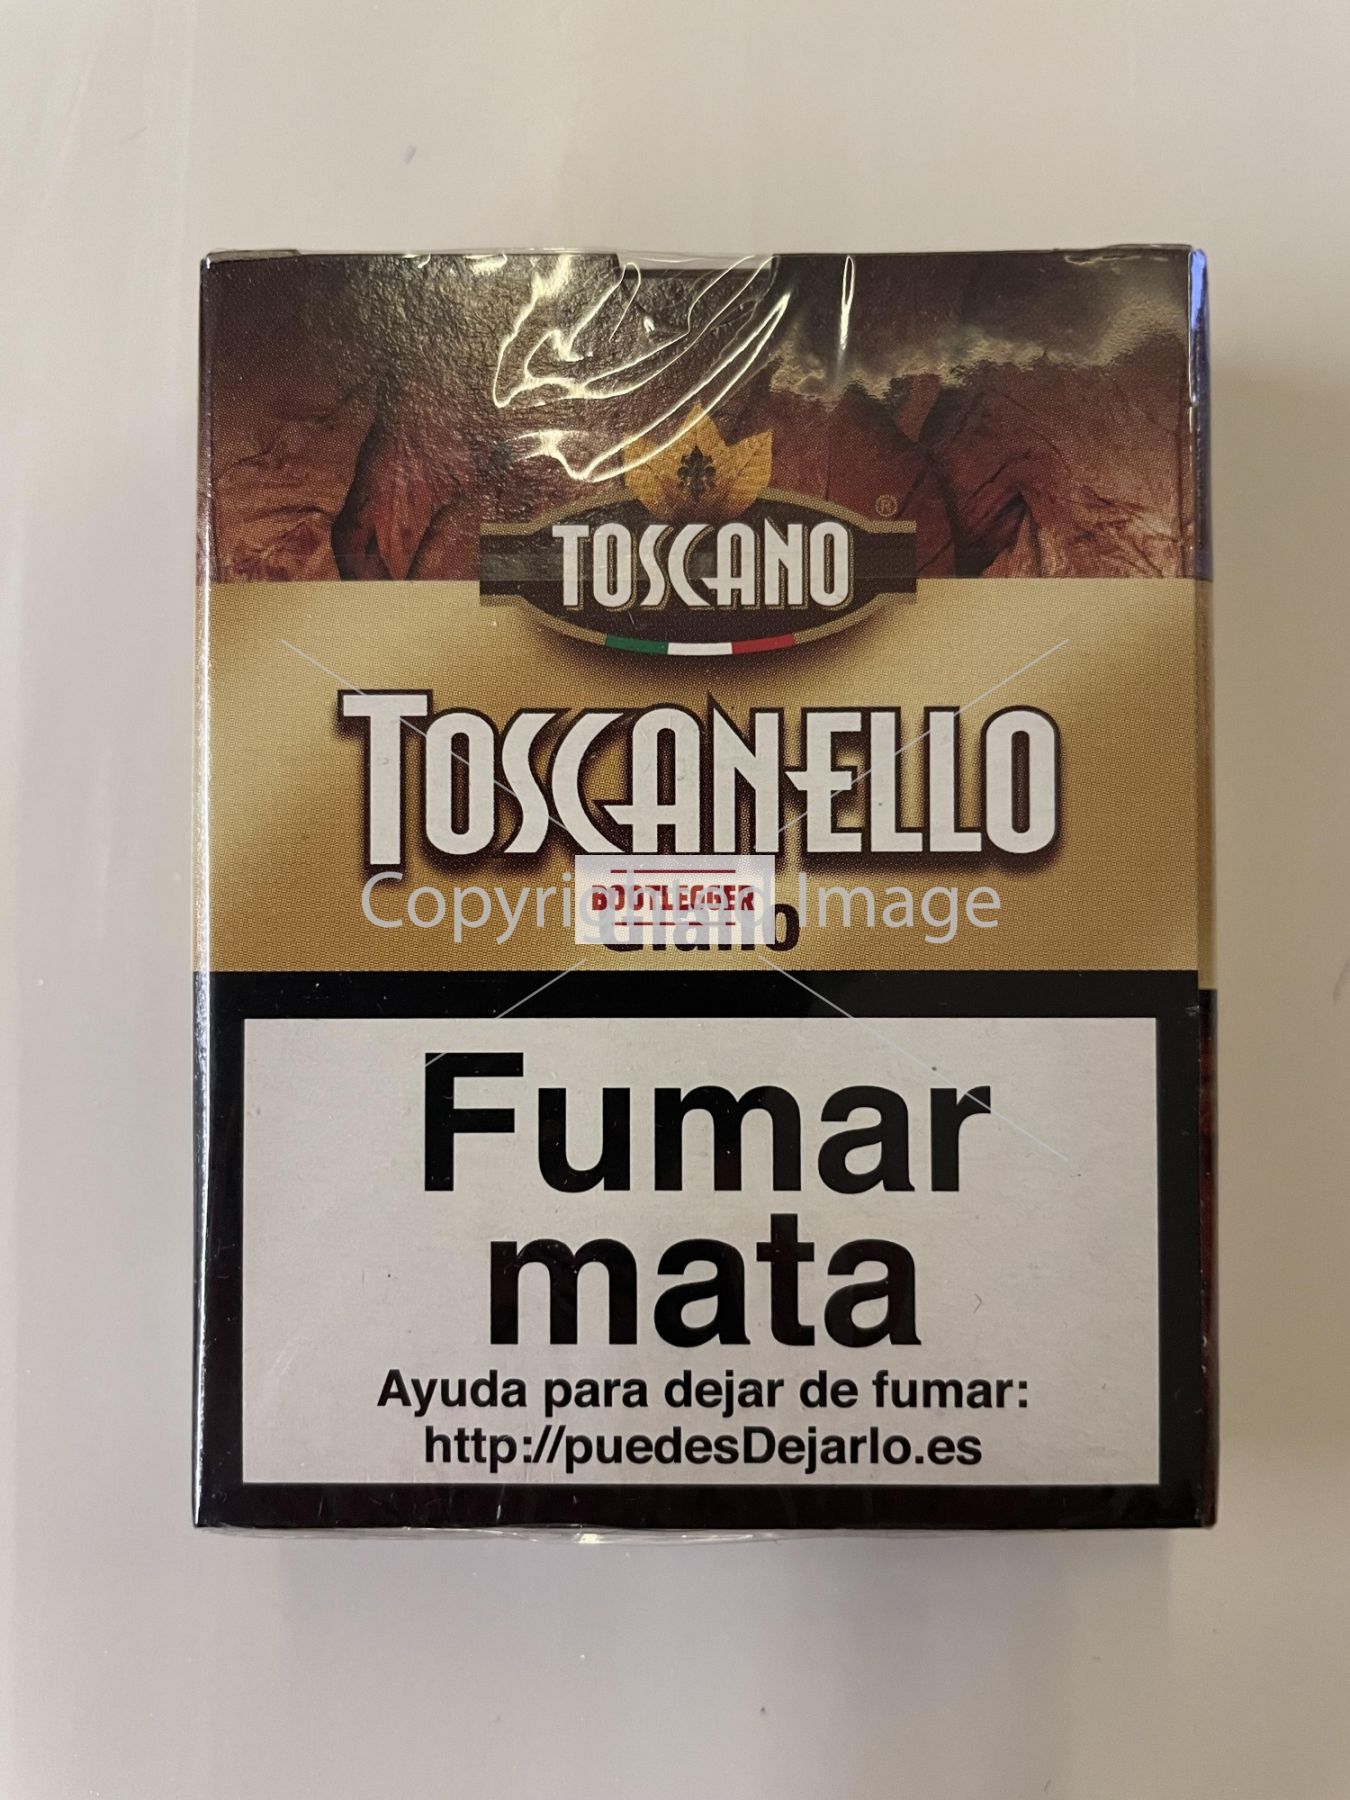 ®
TOSCANO
TOSCANELLO
Copyrighted Image
BOOTLEGGER
Fumar
mata
Ayuda para dejar de fumar:
http://puedesDejarlo.es